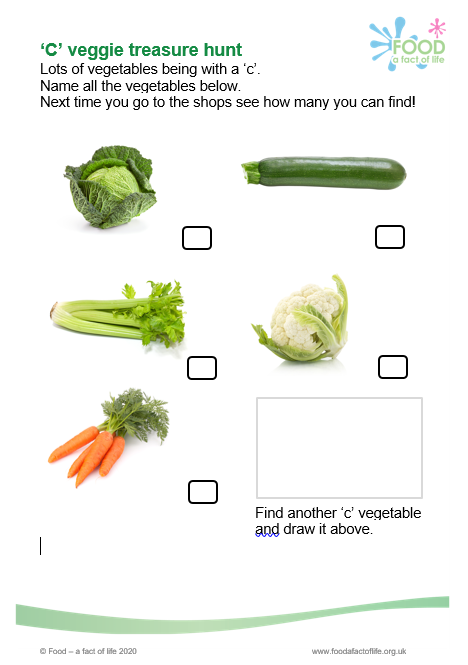 ‘C’ veggie treasure hunt
Lots of vegetables being with a ‘c’.
Name all the vegetables below.
Next time you go to the shops see how many you can find!
FOOD
a fact of life
Find another ‘c’ vegetable
and draw it above.
© Food – a fact of life 2020
www.foodafactoflife.org.uk